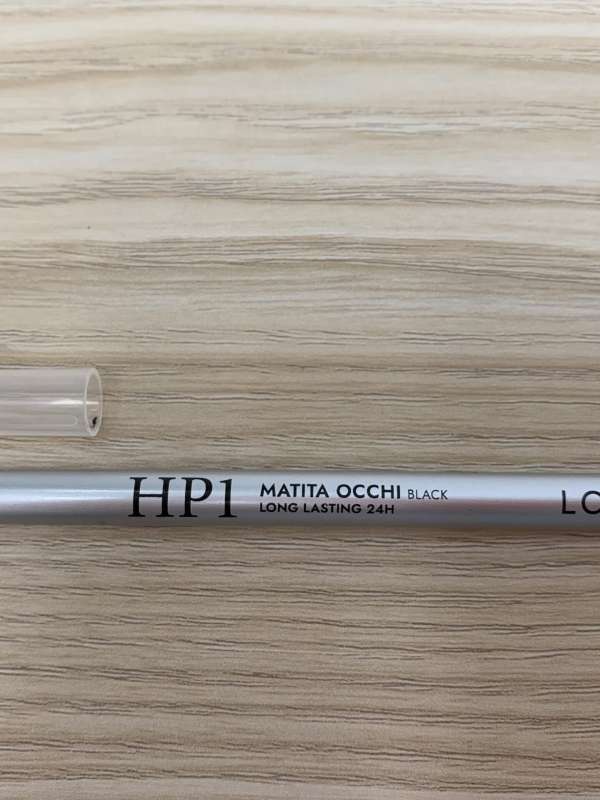 HP1
MATITA OCCHI BLACK
LONG LASTING 24H